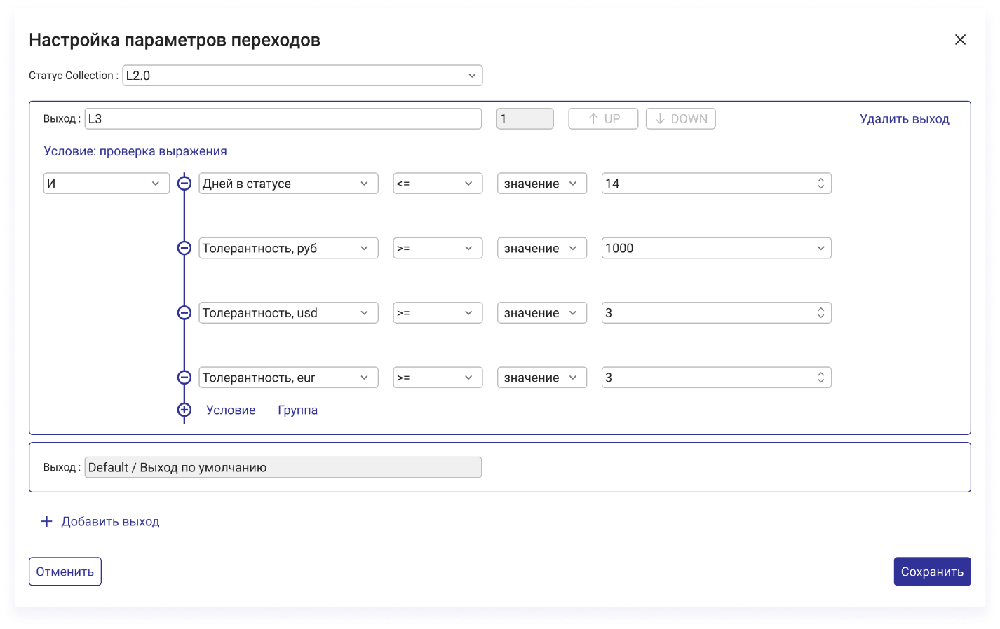 Настройка параметров переходов
Статус Collection : L2.0
Выход : L3 1 UP DOWN Удалить выход
Условие: проверка выражения
И Дней в статусе <= значение 14
Толерантность, руб >= значение 1000
Толерантность, usd >= значение 3
Толерантность, eur >= значение 3
Условие Группа
Выход : Default / Выход по умолчанию
Добавить выход
Отменить Сохранить